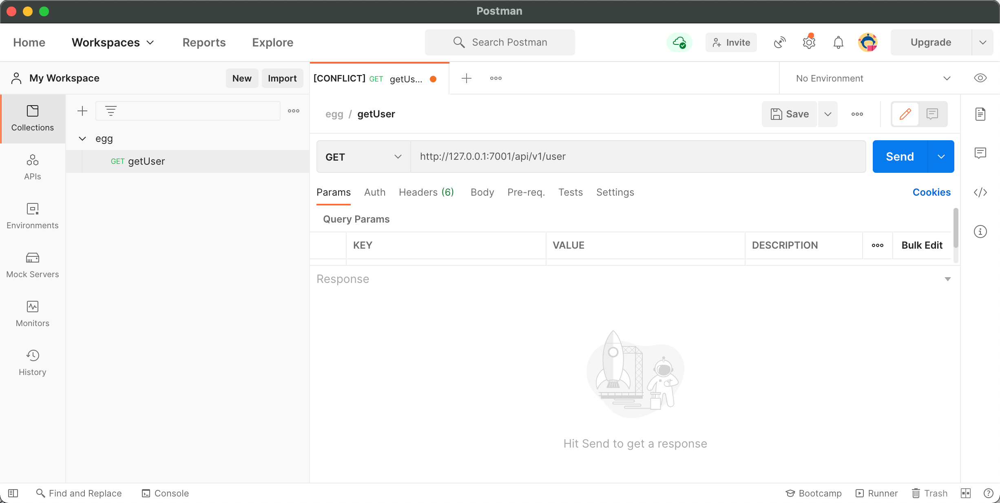 Postman
Home Workspaces Reports Explore Search Postman Invite Upgrade
My Workspace New Import [CONFLICT] GET getUs... No Environment
Collections
egg / getUser Save
egg
GET getUser
GET http://127.0.0.1:7001/api/v1/user Send
APIs
Params Auth Headers (6) Body Pre-req. Tests Settings Cookies
Environments
Query Params
KEY VALUE DESCRIPTION Bulk Edit
Mock Servers
Response
Monitors
History
Hit Send to get a response
Find and Replace Console Bootcamp Runner Trash